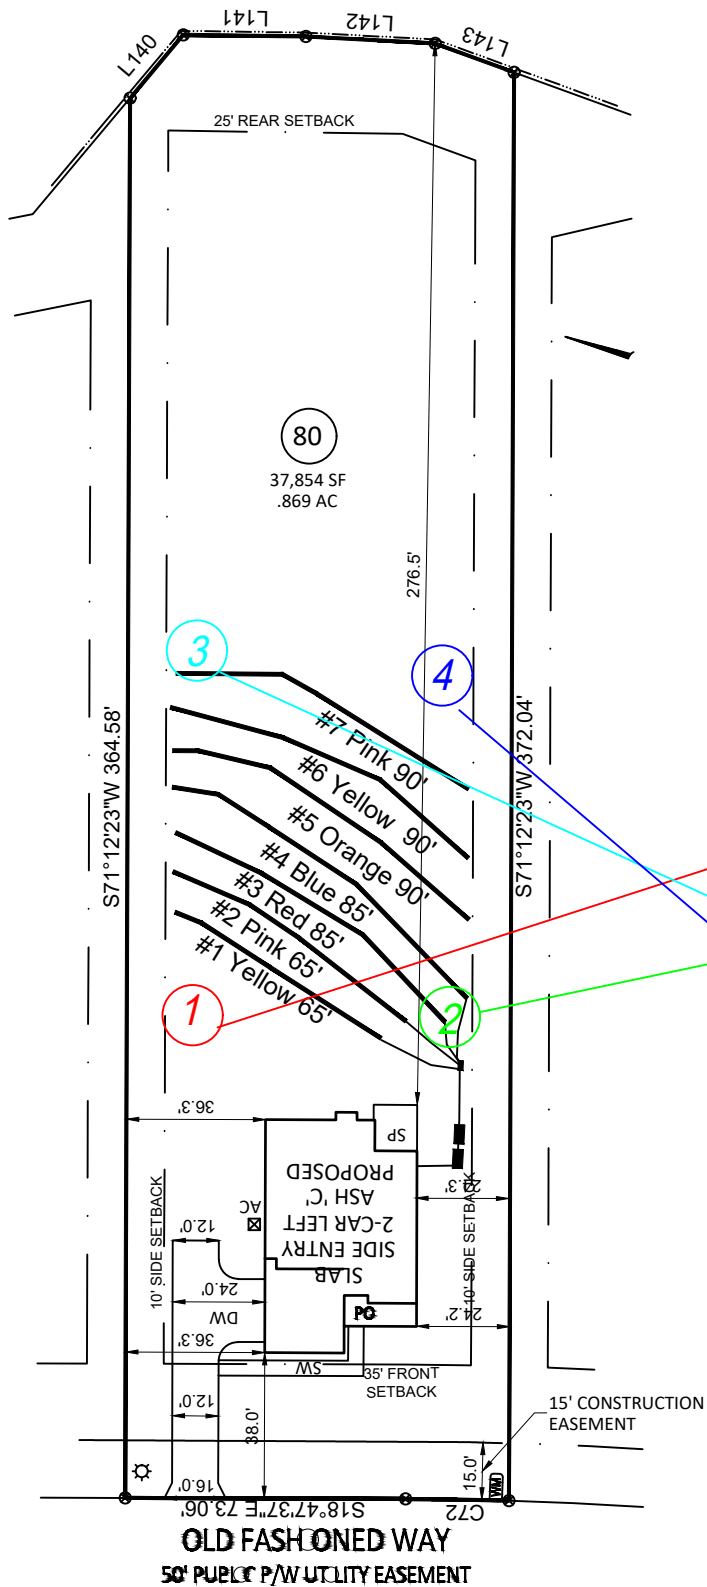 L140
L141
L142
L143
25' REAR SETBACK
80
37,854 SF
.869 AC
276.5'
3
4
S71°12'23"W 364.58'
S71°12'23"W 372.04'
#7 Pink 90'
#6 Yellow 90'
#5 Orange 90'
#4 Blue 85'
#3 Red 85'
#2 Pink 65'
#1 Yellow 65'
1
2
36.3'
SP
PROPOSED
ASH 'C'
2-CAR LEFT
SIDE ENTRY
SLAB
AC
10' SIDE SETBACK
12.0'
24.0'
DW
36.3'
PO
10' SIDE SETBACK
24.2'
SW
35' FRONT
SETBACK
12.0'
38.0'
15' CONSTRUCTION
EASEMENT
15.0'
WM
16.0'
S18°47'37"E 73.06'
C72
OLD FASHIONED WAY
50' PUBLIC R/W UTILITY EASEMENT